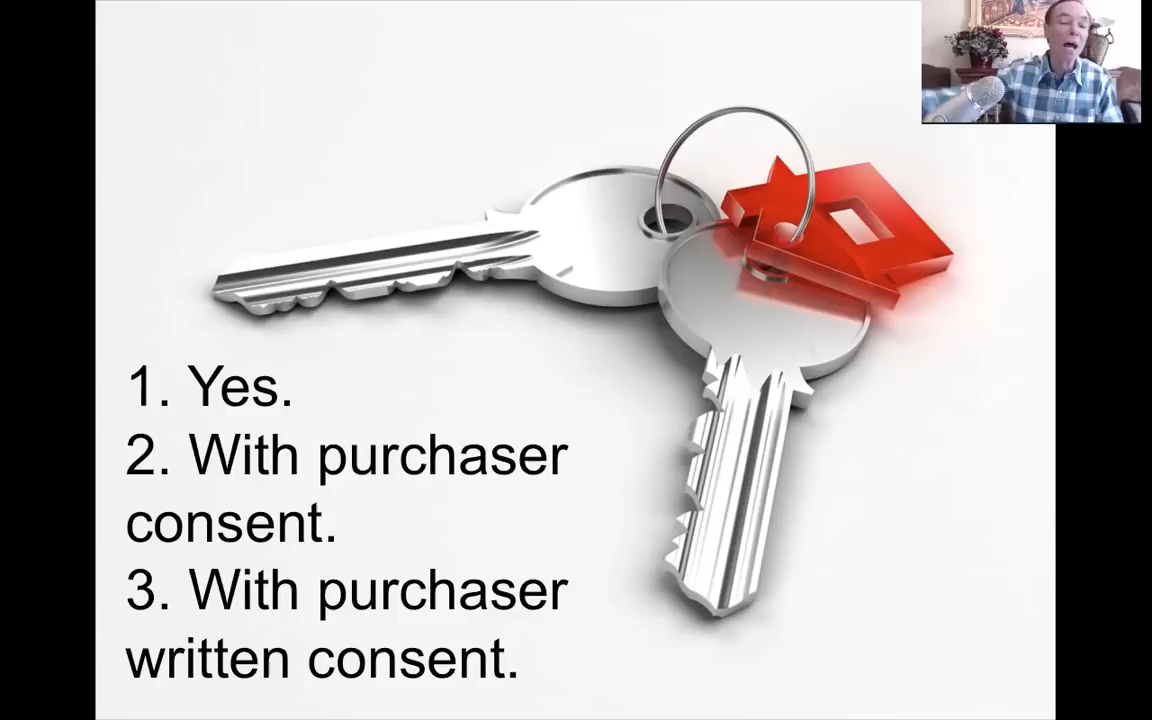 1. Yes.
2. With purchaser
consent.
3. With purchaser
written consent.